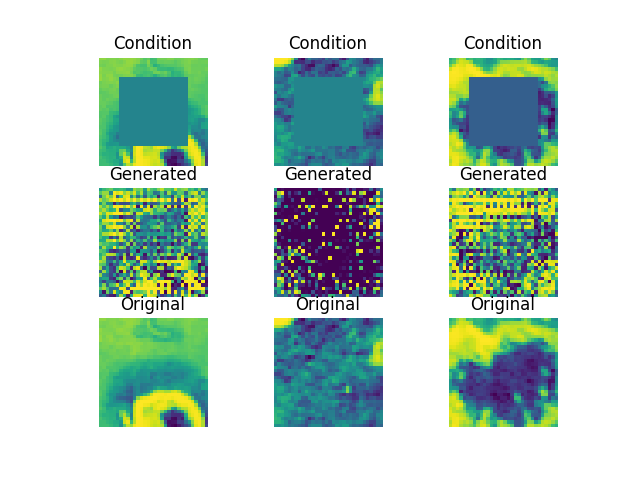 Condition Condition Condition
Generated Generated Generated
Original Original Original